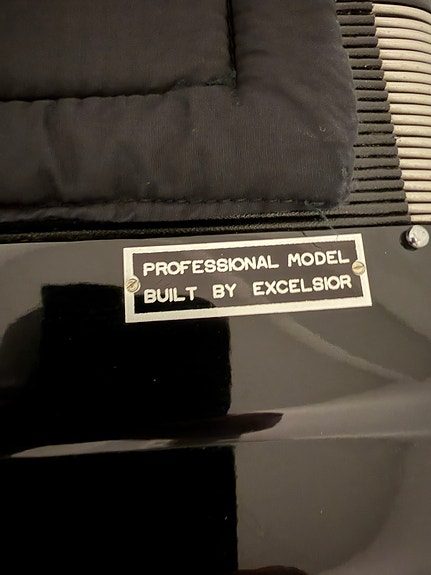 PROFESSIONAL MODEL
BUILT BY EXCELSIOR